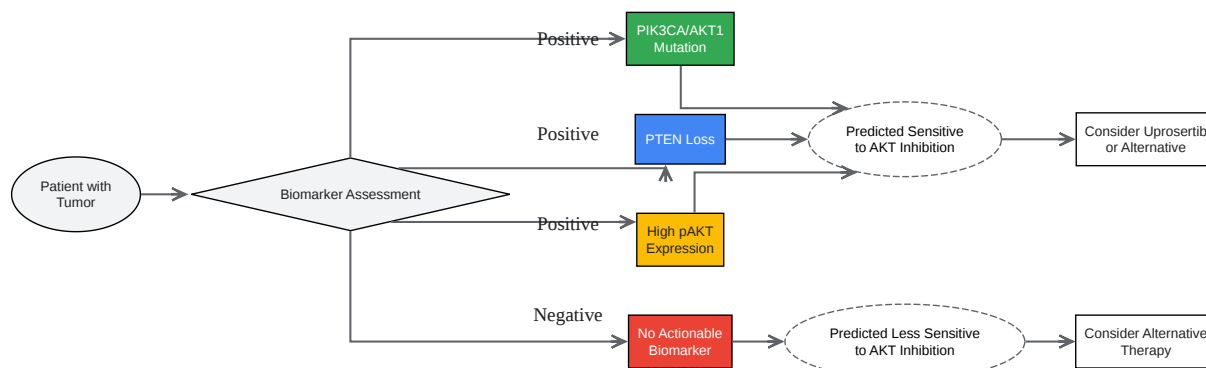 Positive
PIK3CA/AKT1
Mutation
Positive
PTEN Loss
Predicted Sensitive
to AKT Inhibition
Consider Uprosertib
or Alternative
Patient with
Tumor
Biomarker Assessment
Positive
High pAKT
Expression
Negative
No Actionable
Biomarker
Predicted Less Sensitive
to AKT Inhibition
Consider Alternative
Therapy